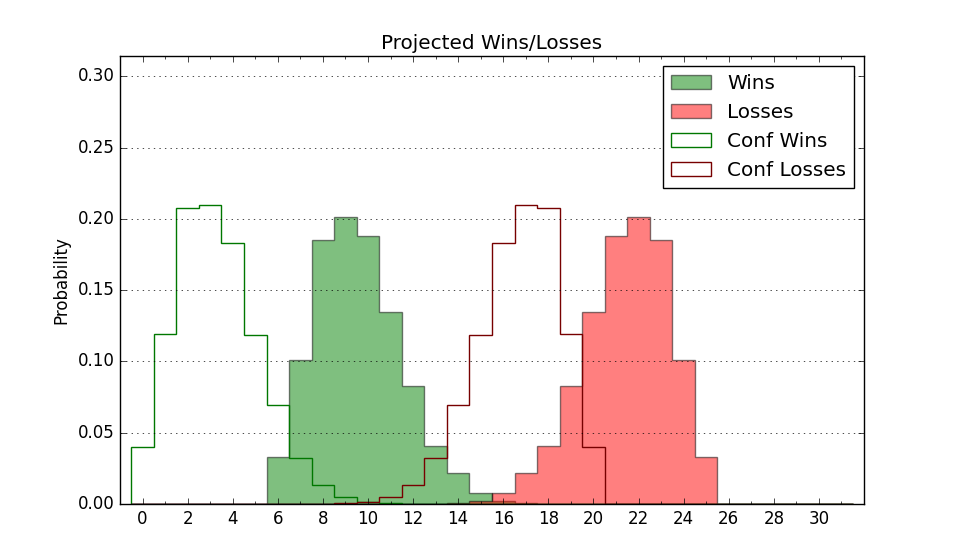 Projected Wins/Losses
0.30
0.25
0.20
0.15
0.10
0.05
0.00
Probability
Wins
Losses
Conf Wins
Conf Losses
0 2 4 6 8 10 12 14 16 18 20 22 24 26 28 30